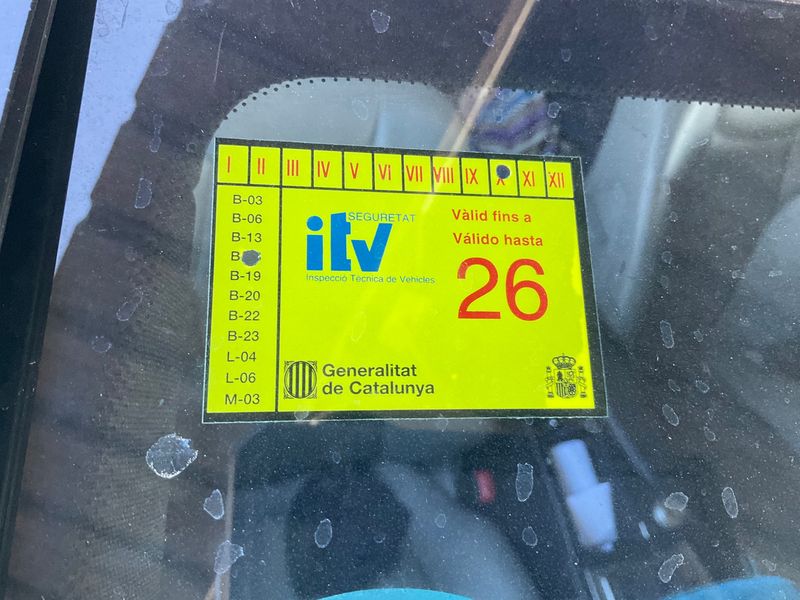 I II III IV V VI VII VIII IX X XI XII
B-03
B-06
B-13
B-19
B-20
B-22
B-23
L-04
L-06
M-03
SEGURETAT
itv
Inspecció Tècnica de Vehicles
Vàlid fins a
Válido hasta
26
Generalitat
de Catalunya